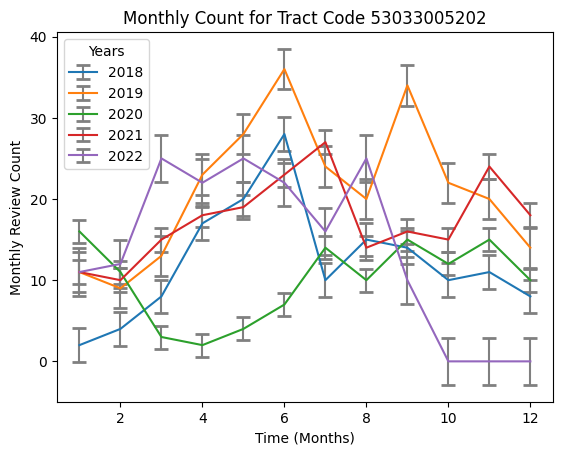 Monthly Count for Tract Code 53033005202
Years
2018
2019
2020
2021
2022
40
30
20
10
0
Monthly Review Count
2 4 6 8 10 12
Time (Months)